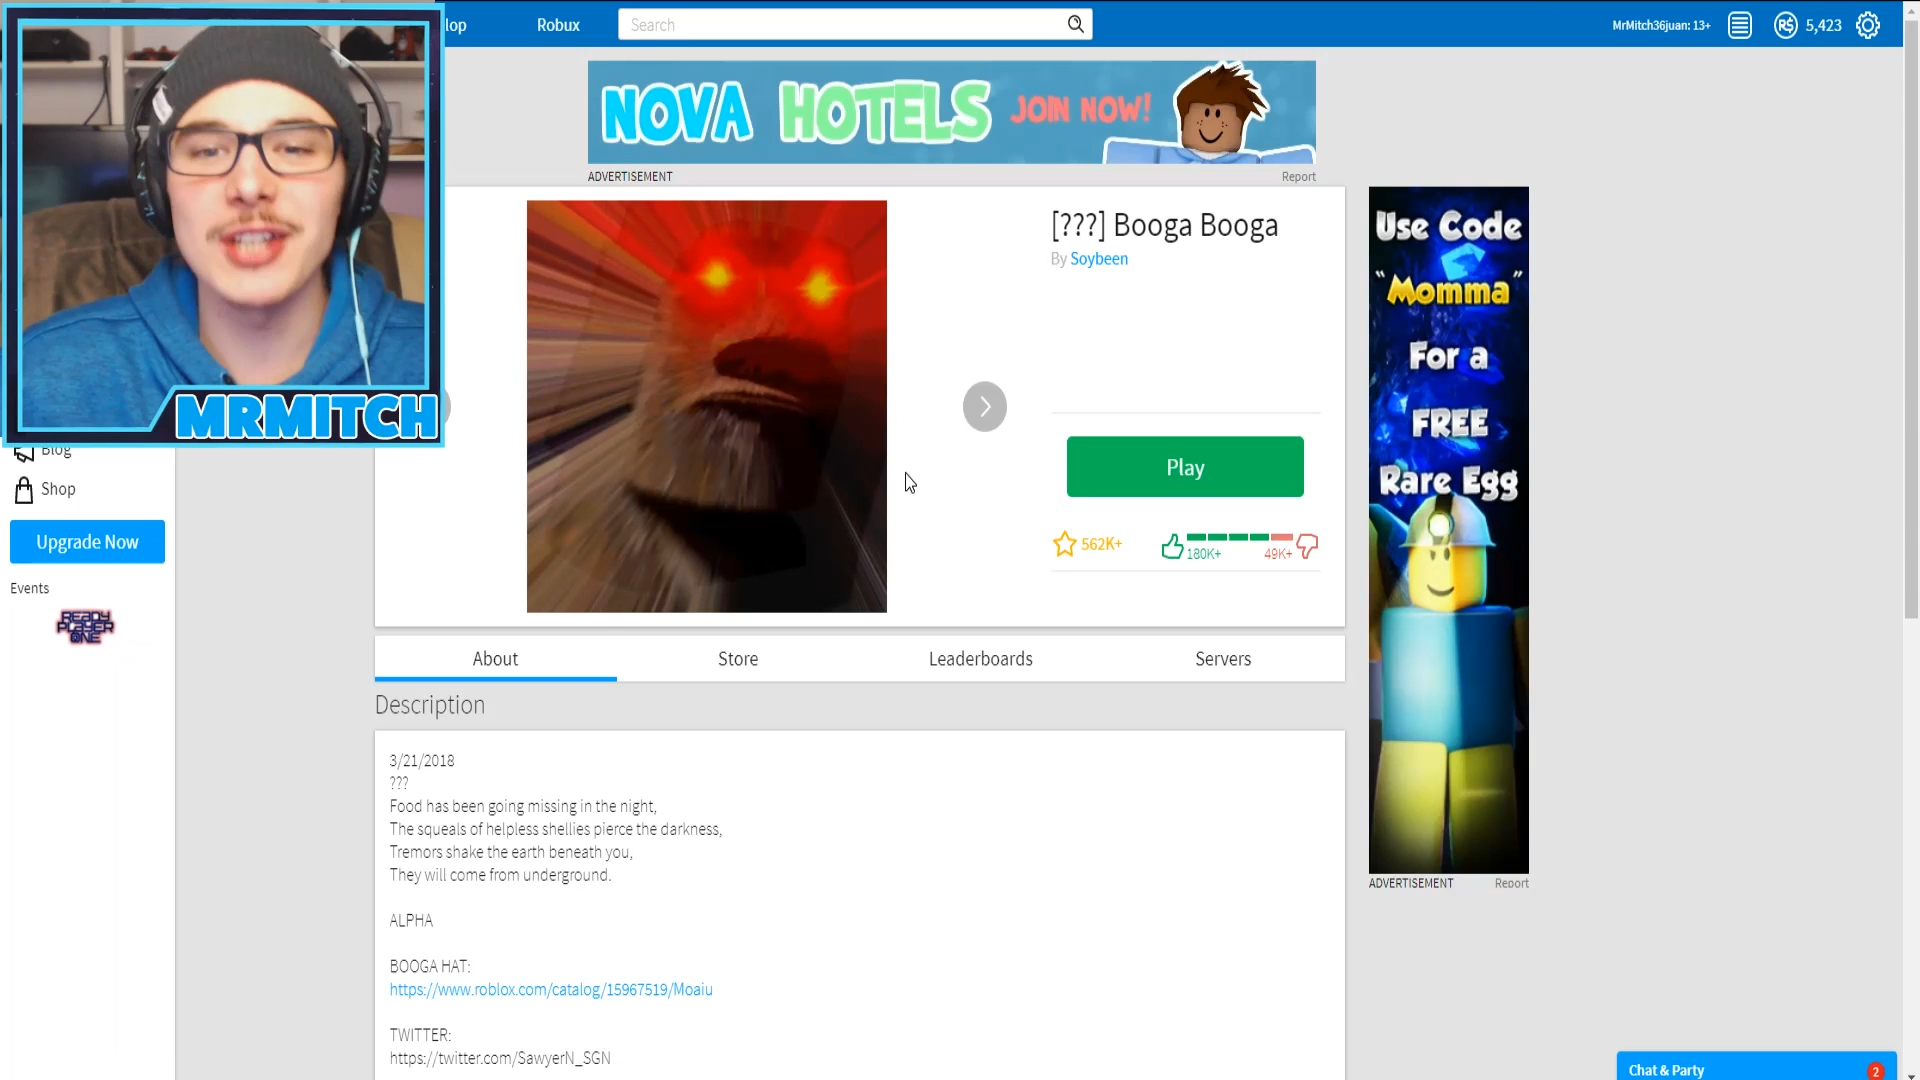 lop
Robux
Search
MrMitch36juan: 13+
R$ 5,423
NOVA HOTELS JOIN NOW!
ADVERTISEMENT
Report
MRMITCH
Blog
Shop
Upgrade Now
Events
READY
PLAYER
ONE
[???] Booga Booga
By Soybeen
Play
562K+
180K+
49K+
About
Store
Leaderboards
Servers
Description
3/21/2018
???
Food has been going missing in the night,
The squeals of helpless shellies pierce the darkness,
Tremors shake the earth beneath you,
They will come from underground.
ALPHA
BOOGA HAT:
https://www.roblox.com/catalog/15967519/Moaiu
TWITTER:
https://twitter.com/SawyerN_SGN
Use Code
"Momma"
For a
FREE
Rare Egg
ADVERTISEMENT
Report
Chat & Party
2